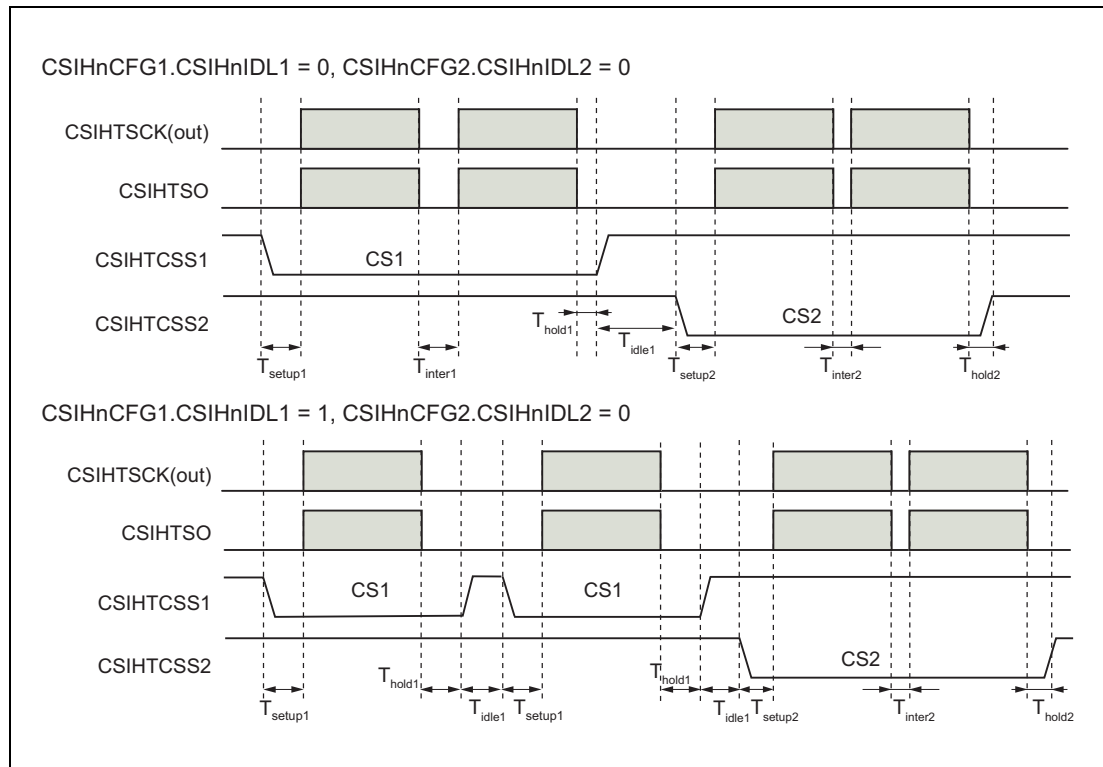 CSIHnCFG1.CSIHnIDL1 = 0, CSIHnCFG2.CSIHnIDL2 = 0
CSIHTSCK(out)
CSIHTSO
CSIHTCSS1
CS1
CSIHTCSS2
CS2
Thold1
Tidle1
Tsetup1
Tinter1
Tsetup2
Tinter2
Thold2
CSIHnCFG1.CSIHnIDL1 = 1, CSIHnCFG2.CSIHnIDL2 = 0
CSIHTSCK(out)
CSIHTSO
CSIHTCSS1
CS1
CS1
CSIHTCSS2
CS2
Thold1
Thold1
Tsetup1
Tidle1
Tsetup1
Tidle1
Tsetup2
Tinter2
Thold2